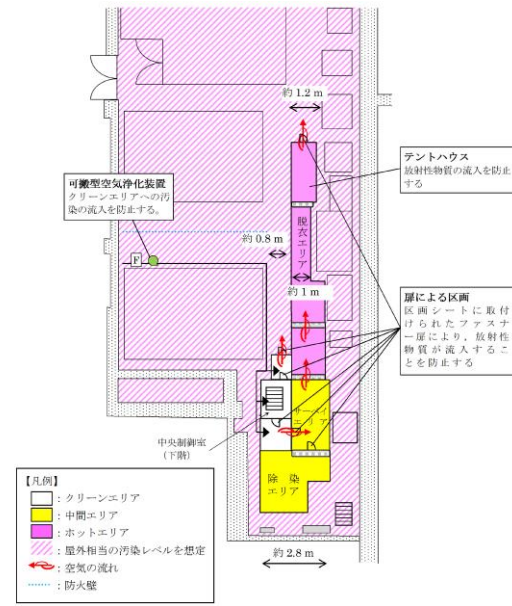 約 1.2 m
テントハウス
放射性物質の流入を防止
する
可搬型空気浄化装置
クリーンエリアへの汚
染の流入を防止する。
脱衣エリア
約 0.8 m
F
約 1 m
扉による区画
区画シートに取付
けられたファスナ
ー扉により，放射性
物質が流入するこ
とを防止する
サーベイ
エリア
中央制御室
（下階）
除染
エリア
【凡例】
：クリーンエリア
：中間エリア
：ホットエリア
：屋外相当の汚染レベルを想定
：空気の流れ
：防火壁
約 2.8 m